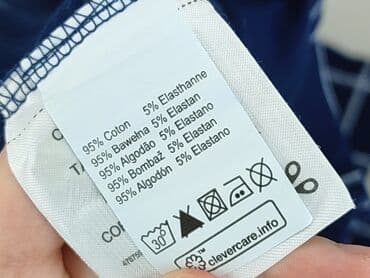 95% Coton 5% Elasthanne
95% Bawełna 5% Elastan
95% Algodão 5% Elastano
95% Bombaž 5% Elastan
95% Algodón 5% Elastano
30°
clevercare.info
TM